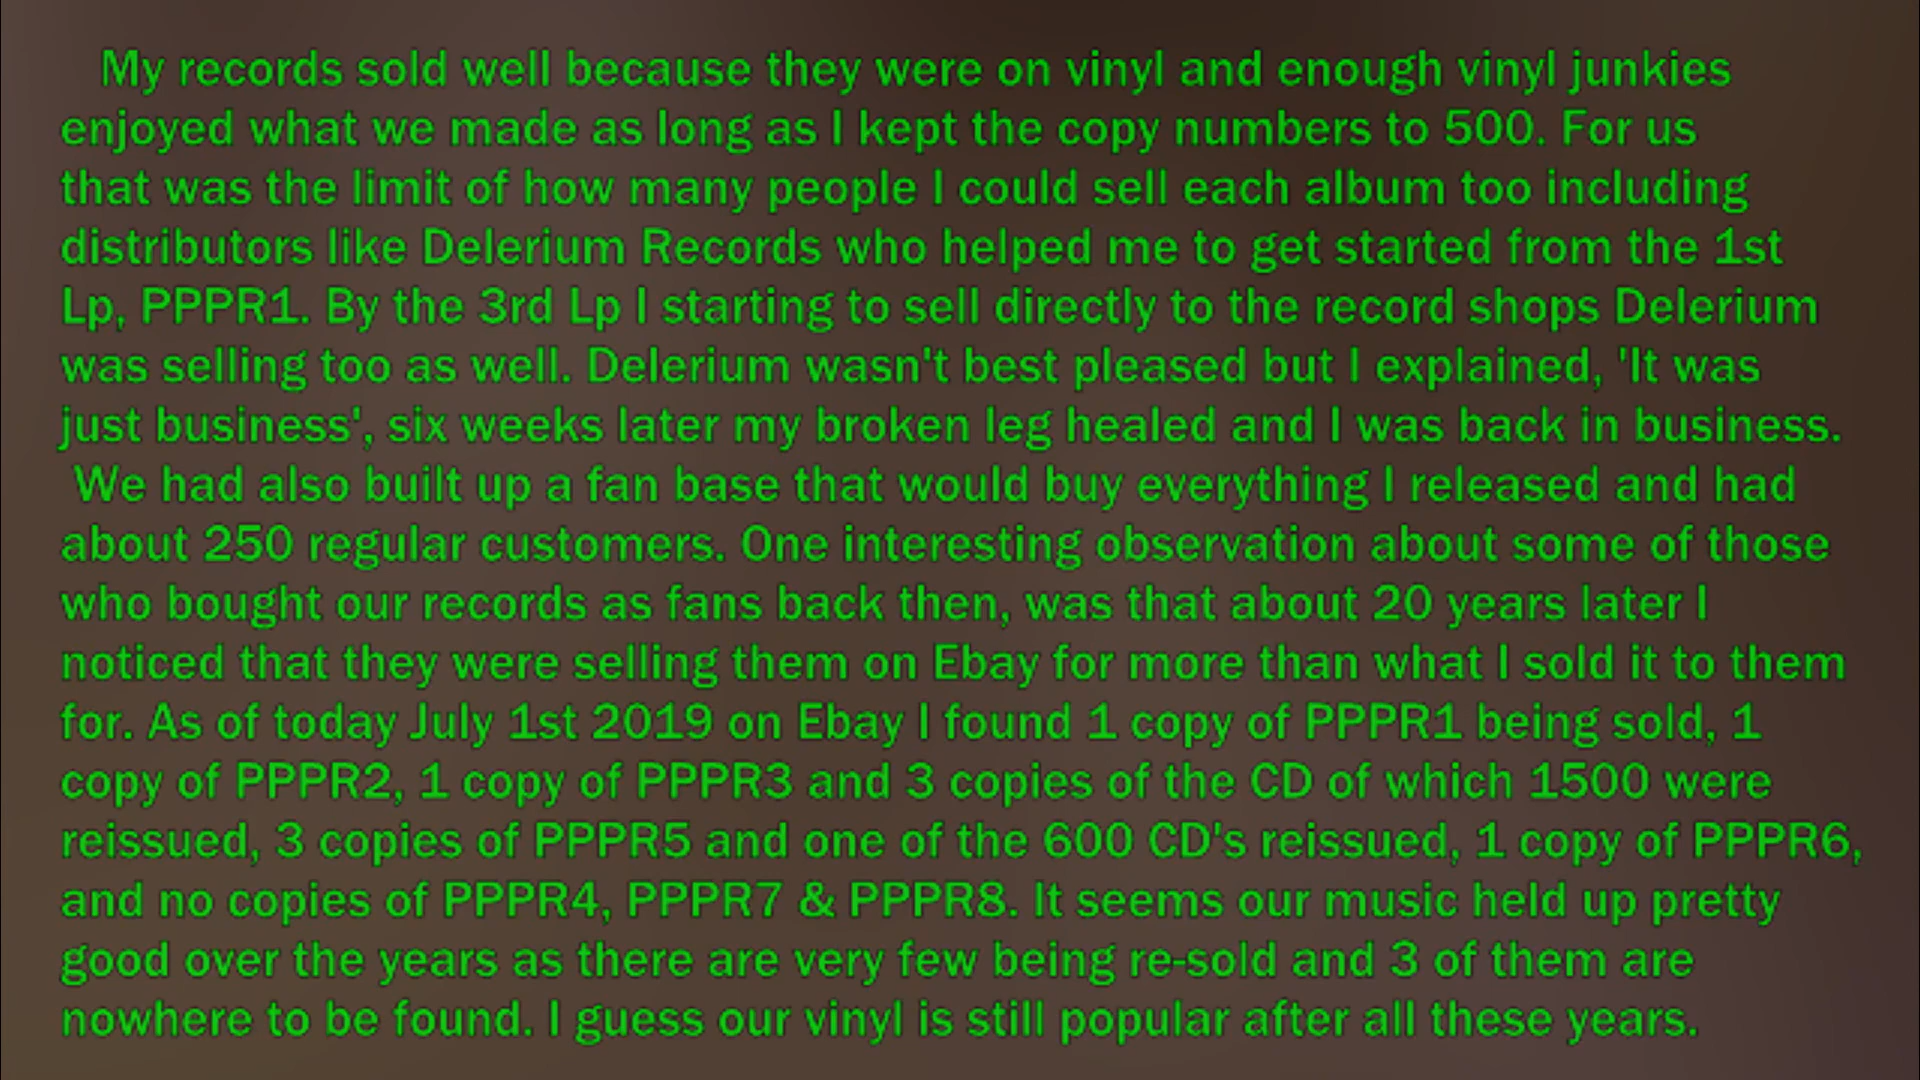 My records sold well because they were on vinyl and enough vinyl junkies
enjoyed what we made as long as I kept the copy numbers to 500. For us
that was the limit of how many people I could sell each album too including
distributors like Delerium Records who helped me to get started from the 1st
Lp, PPPR1. By the 3rd Lp I starting to sell directly to the record shops Delerium
was selling too as well. Delerium wasn't best pleased but I explained, 'It was
just business', six weeks later my broken leg healed and I was back in business.
We had also built up a fan base that would buy everything I released and had
about 250 regular customers. One interesting observation about some of those
who bought our records as fans back then, was that about 20 years later I
noticed that they were selling them on Ebay for more than what I sold it to them
for. As of today July 1st 2019 on Ebay I found 1 copy of PPPR1 being sold, 1
copy of PPPR2, 1 copy of PPPR3 and 3 copies of the CD of which 1500 were
reissued, 3 copies of PPPR5 and one of the 600 CD's reissued, 1 copy of PPPR6,
and no copies of PPPR4, PPPR7 & PPPR8. It seems our music held up pretty
good over the years as there are very few being re-sold and 3 of them are
nowhere to be found. I guess our vinyl is still popular after all these years.